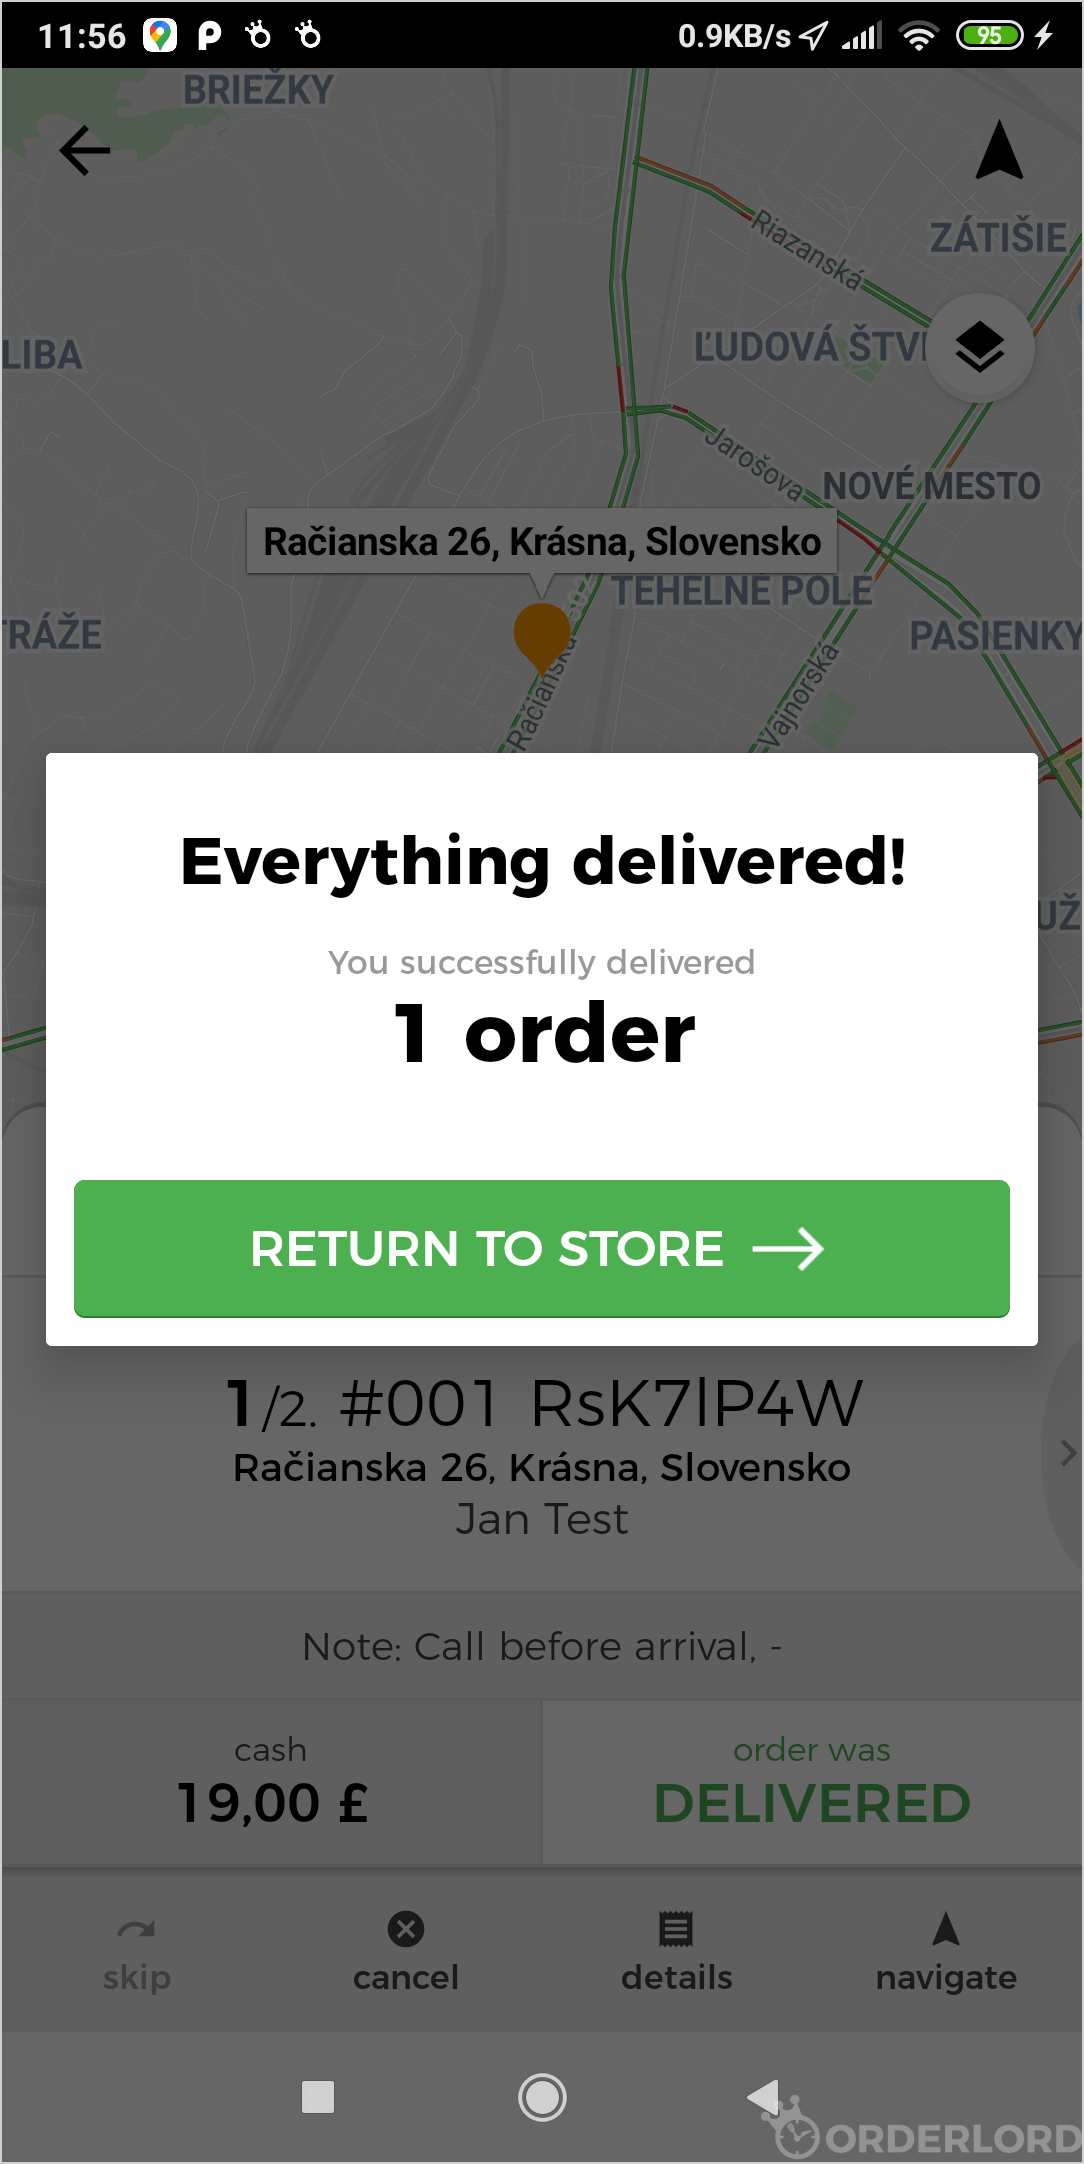 11:56 0.9KB/s 95
BRIEŽKY
Riazanská
ZÁTIŠIE
LIBA
ĽUDOVÁ ŠTV
Jarošova
NOVÉ MESTO
Račianska 26, Krásna, Slovensko
TEHELNÉ POLE
TRÁŽE
PASIENKY
Račianska
Vajnorská
Everything delivered!
UŽ
You successfully delivered
1 order
RETURN TO STORE
1/2. #001 RsK7lP4W
Račianska 26, Krásna, Slovensko
Jan Test
Note: Call before arrival, -
cash
19,00 £
order was
DELIVERED
skip cancel details navigate
ORDERLORD